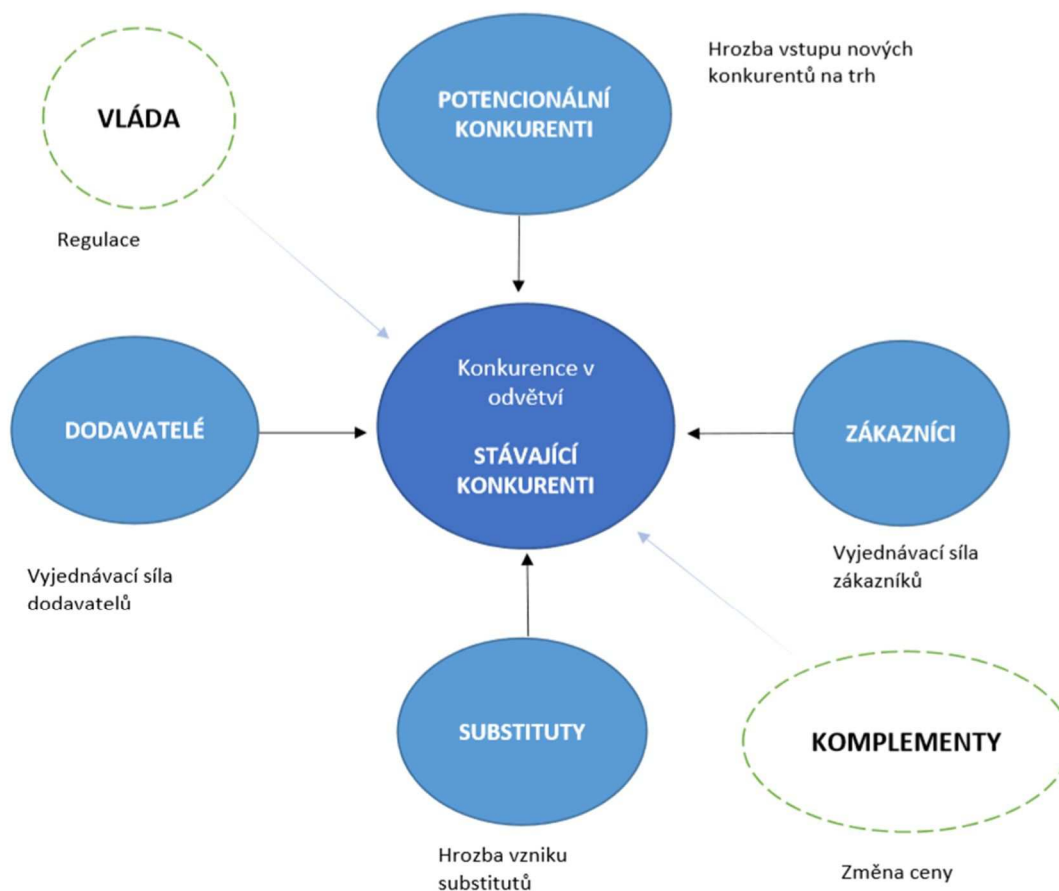 Hrozba vstupu nových
konkurentů na trh
POTENCIONÁLNÍ
KONKURENTI
VLÁDA
Regulace
Konkurence v
odvětví
STÁVAJÍCÍ
KONKURENTI
DODAVATELÉ
ZÁKAZNÍCI
Vyjednávací síla
dodavatelů
Vyjednávací síla
zákazníků
SUBSTITUTY
KOMPLEMENTY
Hrozba vzniku
substitutů
Změna ceny